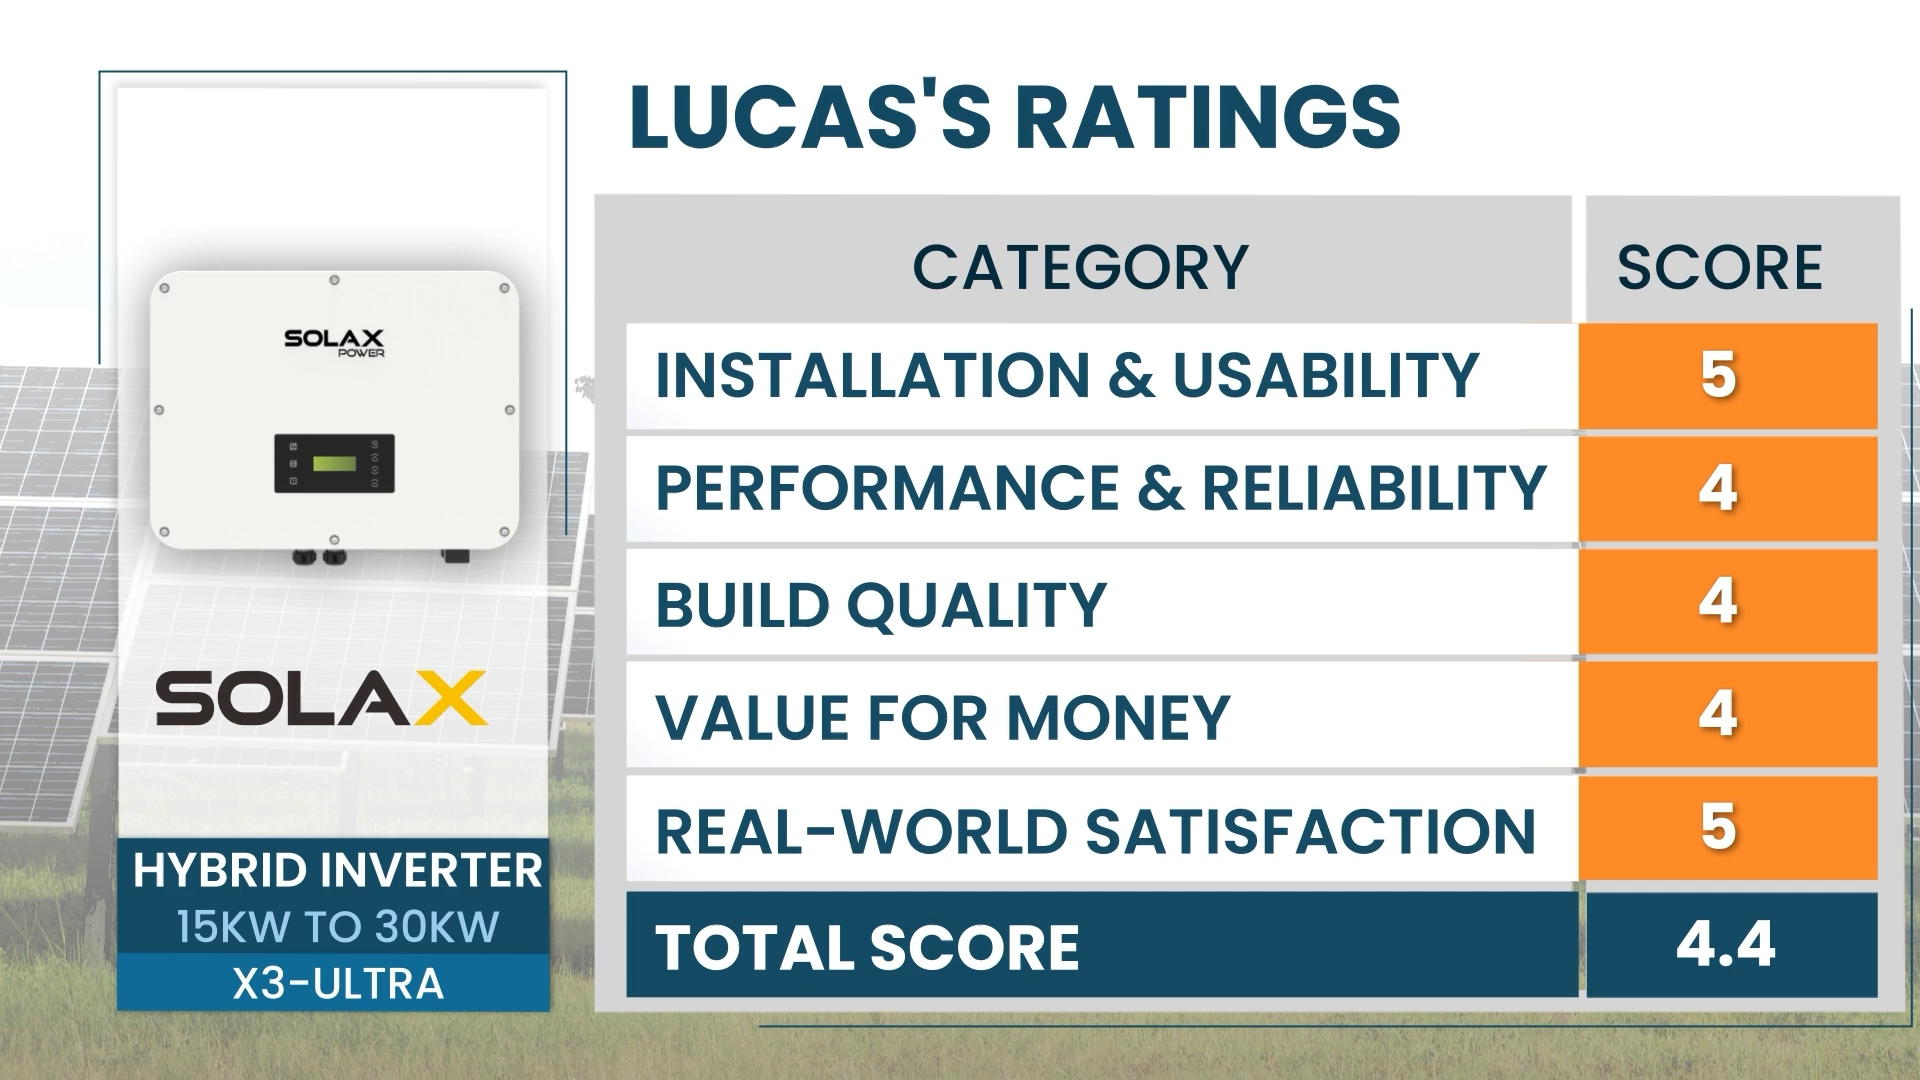 LUCAS'S RATINGS
CATEGORY SCORE
INSTALLATION & USABILITY 5
PERFORMANCE & RELIABILITY 4
BUILD QUALITY 4
VALUE FOR MONEY 4
REAL-WORLD SATISFACTION 5
TOTAL SCORE 4.4
SOLAX
POWER
SOLAX
HYBRID INVERTER
15KW TO 30KW
X3-ULTRA